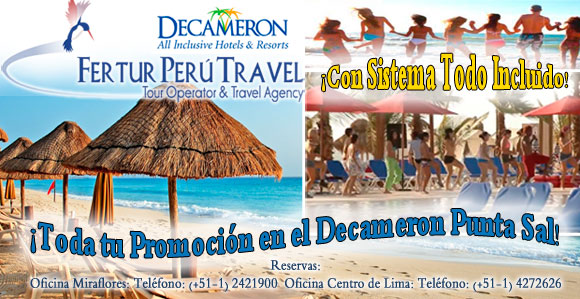 DECAMERON
All Inclusive Hotels & Resorts
FERTUR PERÚ TRAVEL
Tour Operator & Travel Agency
¡Con Sistema Todo Incluido!
¡Toda tu Promoción en el Decameron Punta Sal!
Reservas:
Oficina Miraflores: Teléfono: (+51-1) 2421900 Oficina Centro de Lima: Teléfono: (+51-1) 4272626